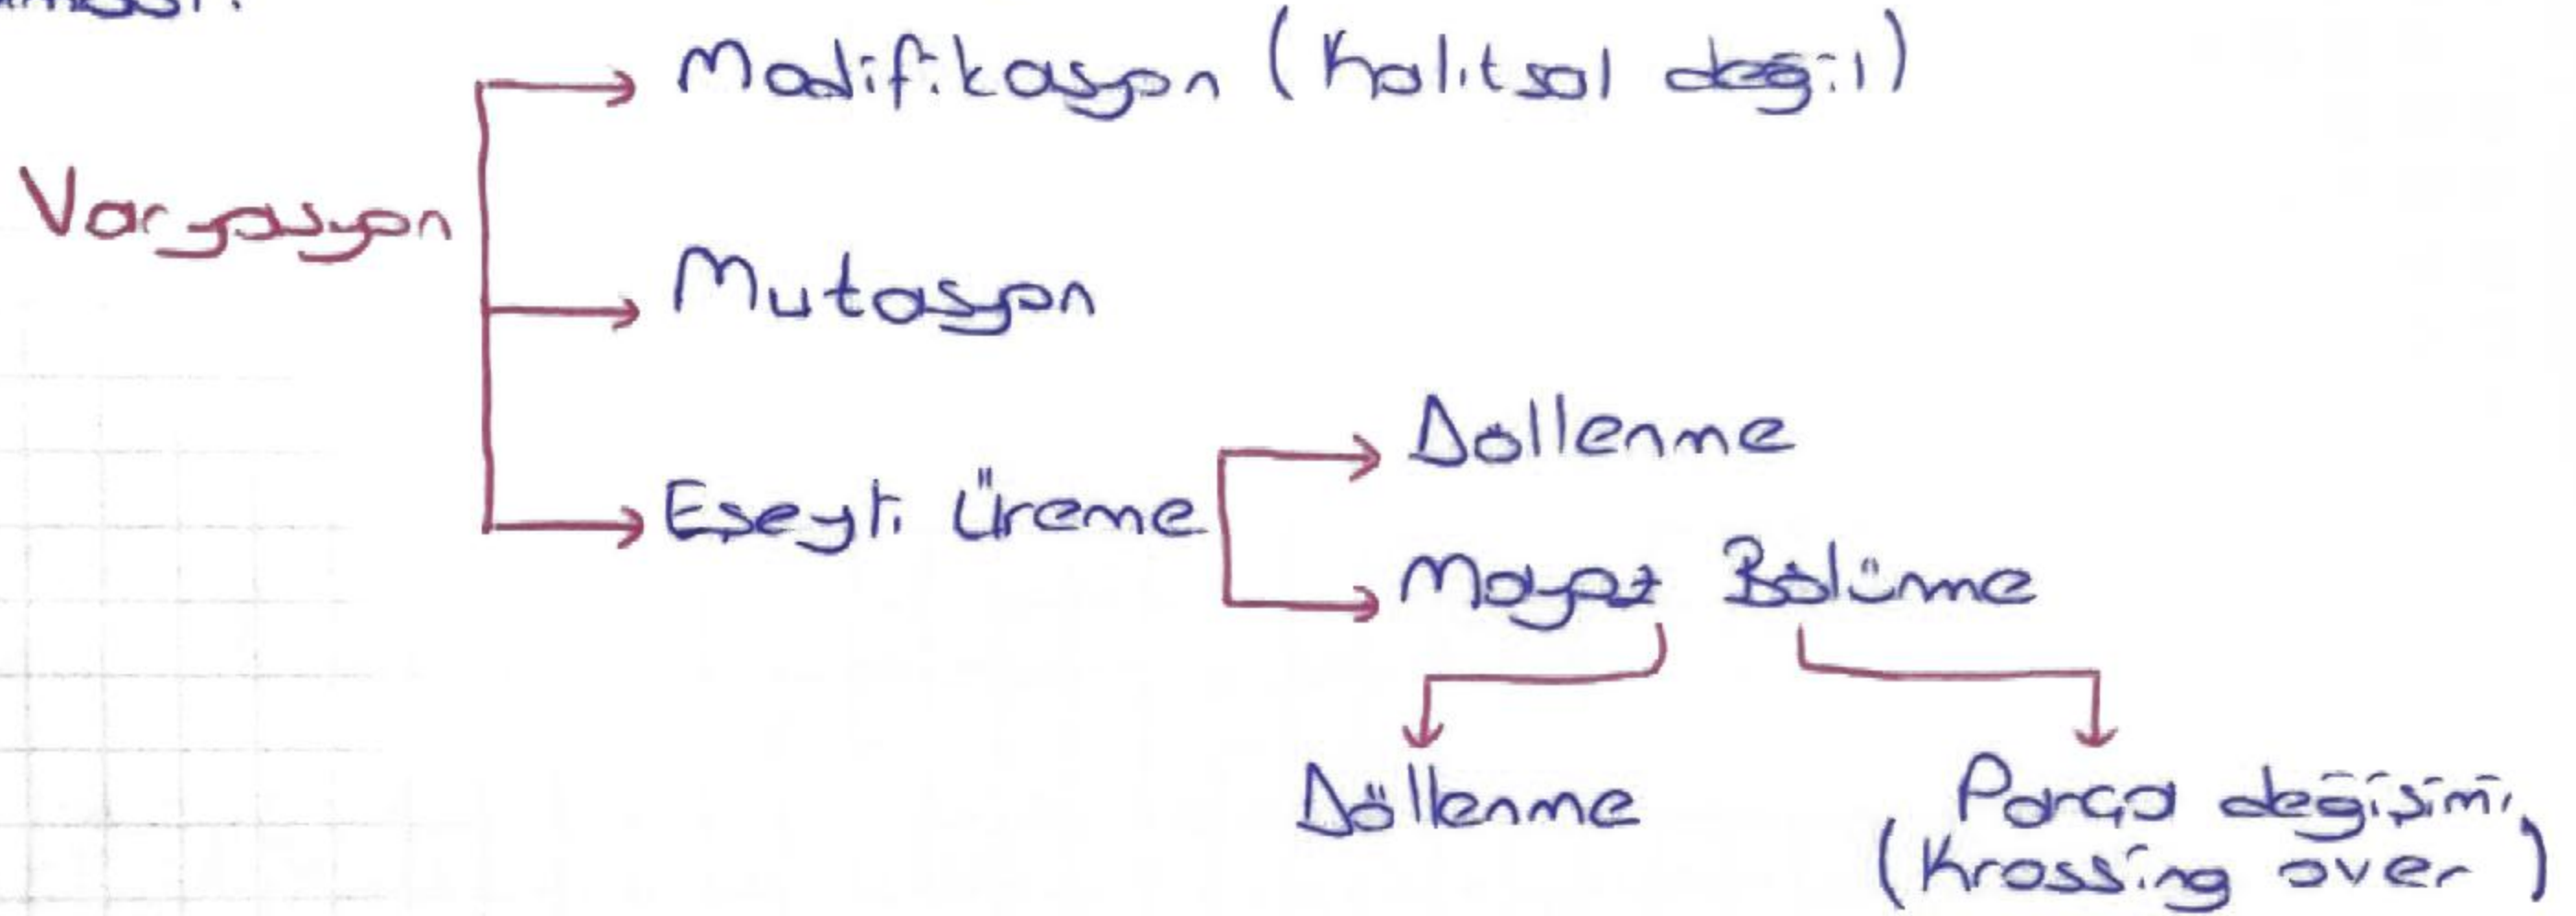 Modifikasyon (Kalıtsal değil)
Varyasyon
Mutasyon
Döllenme
Eşeyli Üreme
Mayoz Bölünme
Döllenme
Parça değişimi
(Krossing over)